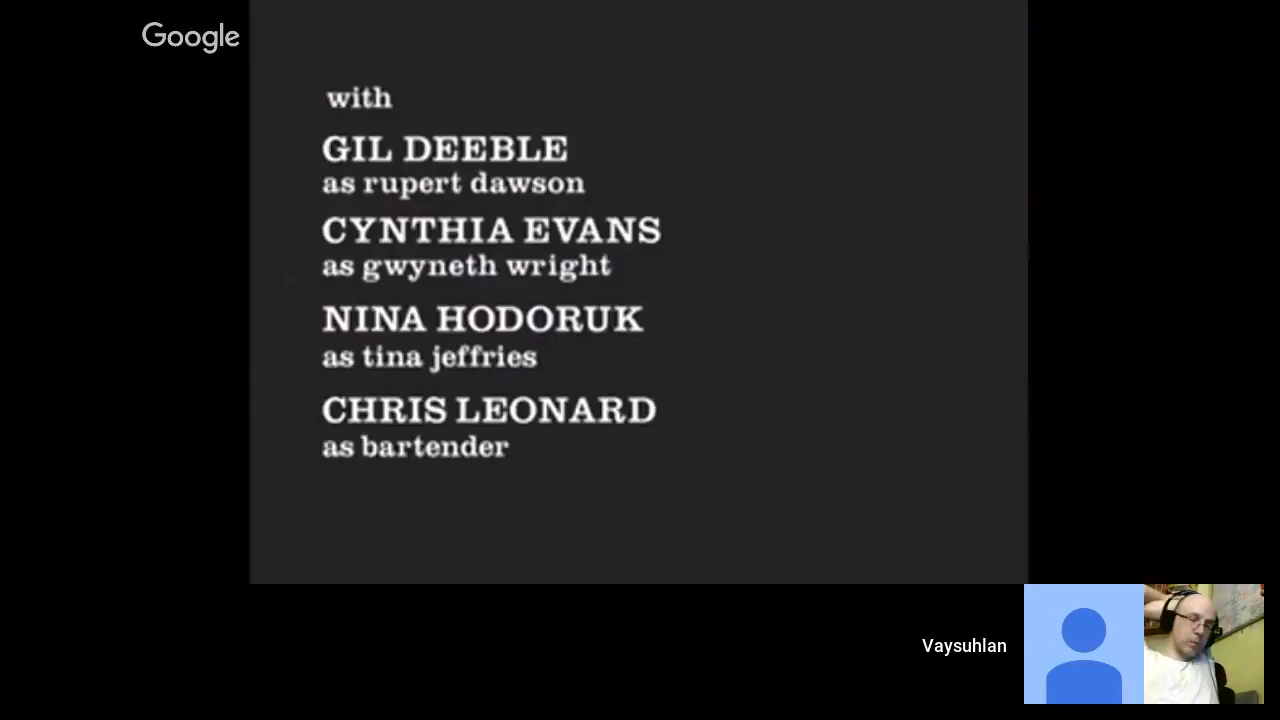 Google
with
GIL DEEBLE
as rupert dawson
CYNTHIA EVANS
as gwyneth wright
NINA HODORUK
as tina jeffries
CHRIS LEONARD
as bartender
Vaysuhlan